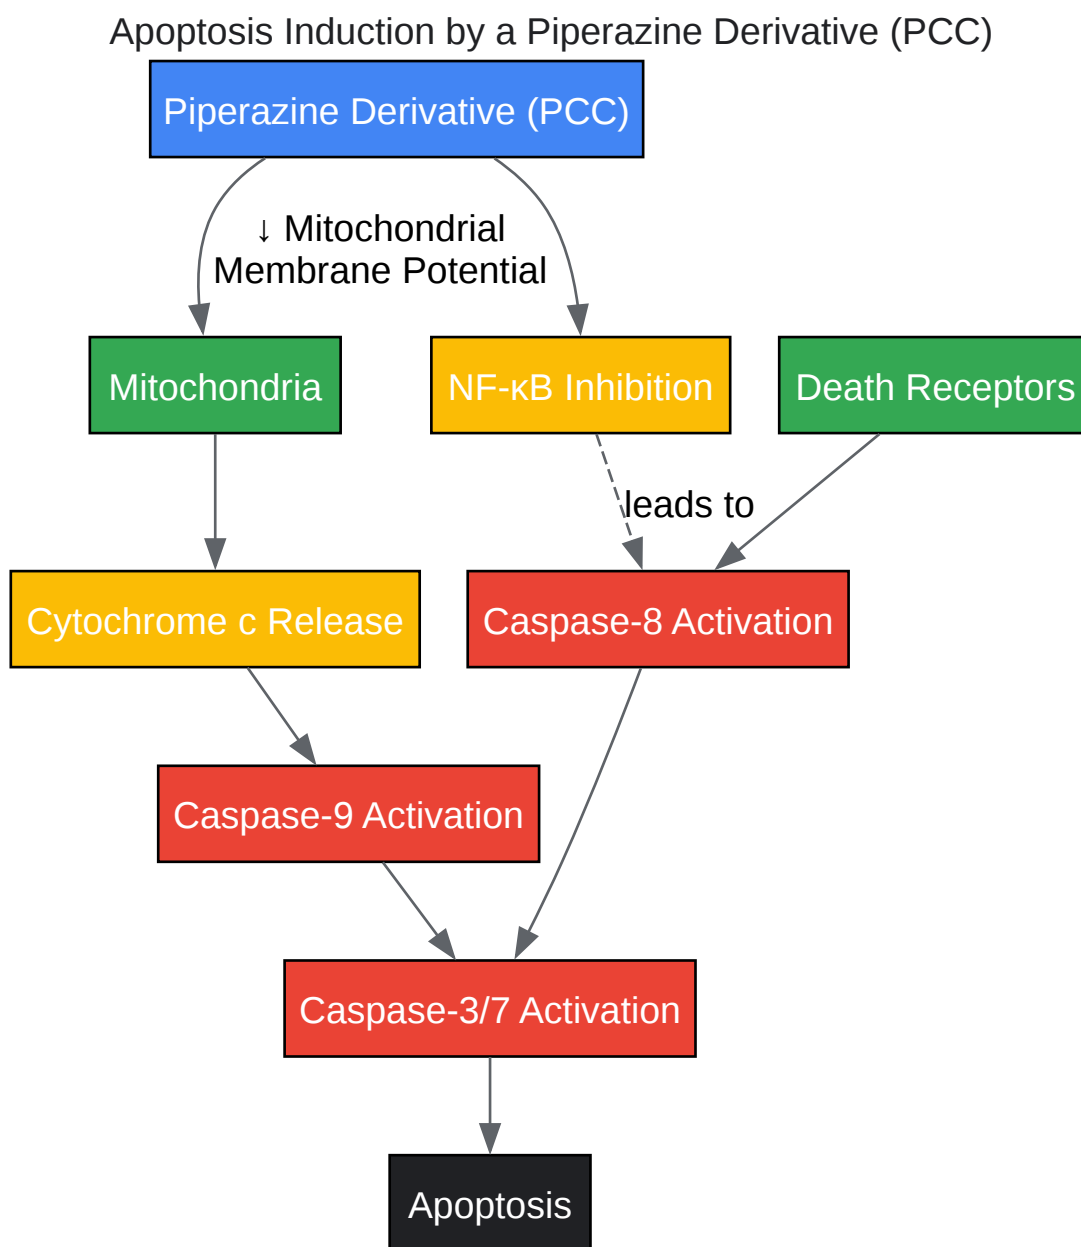 Apoptosis Induction by a Piperazine Derivative (PCC)
Piperazine Derivative (PCC)
↓ Mitochondrial
Membrane Potential
Mitochondria
NF-κB Inhibition
Death Receptors
leads to
Cytochrome c Release
Caspase-8 Activation
Caspase-9 Activation
Caspase-3/7 Activation
Apoptosis